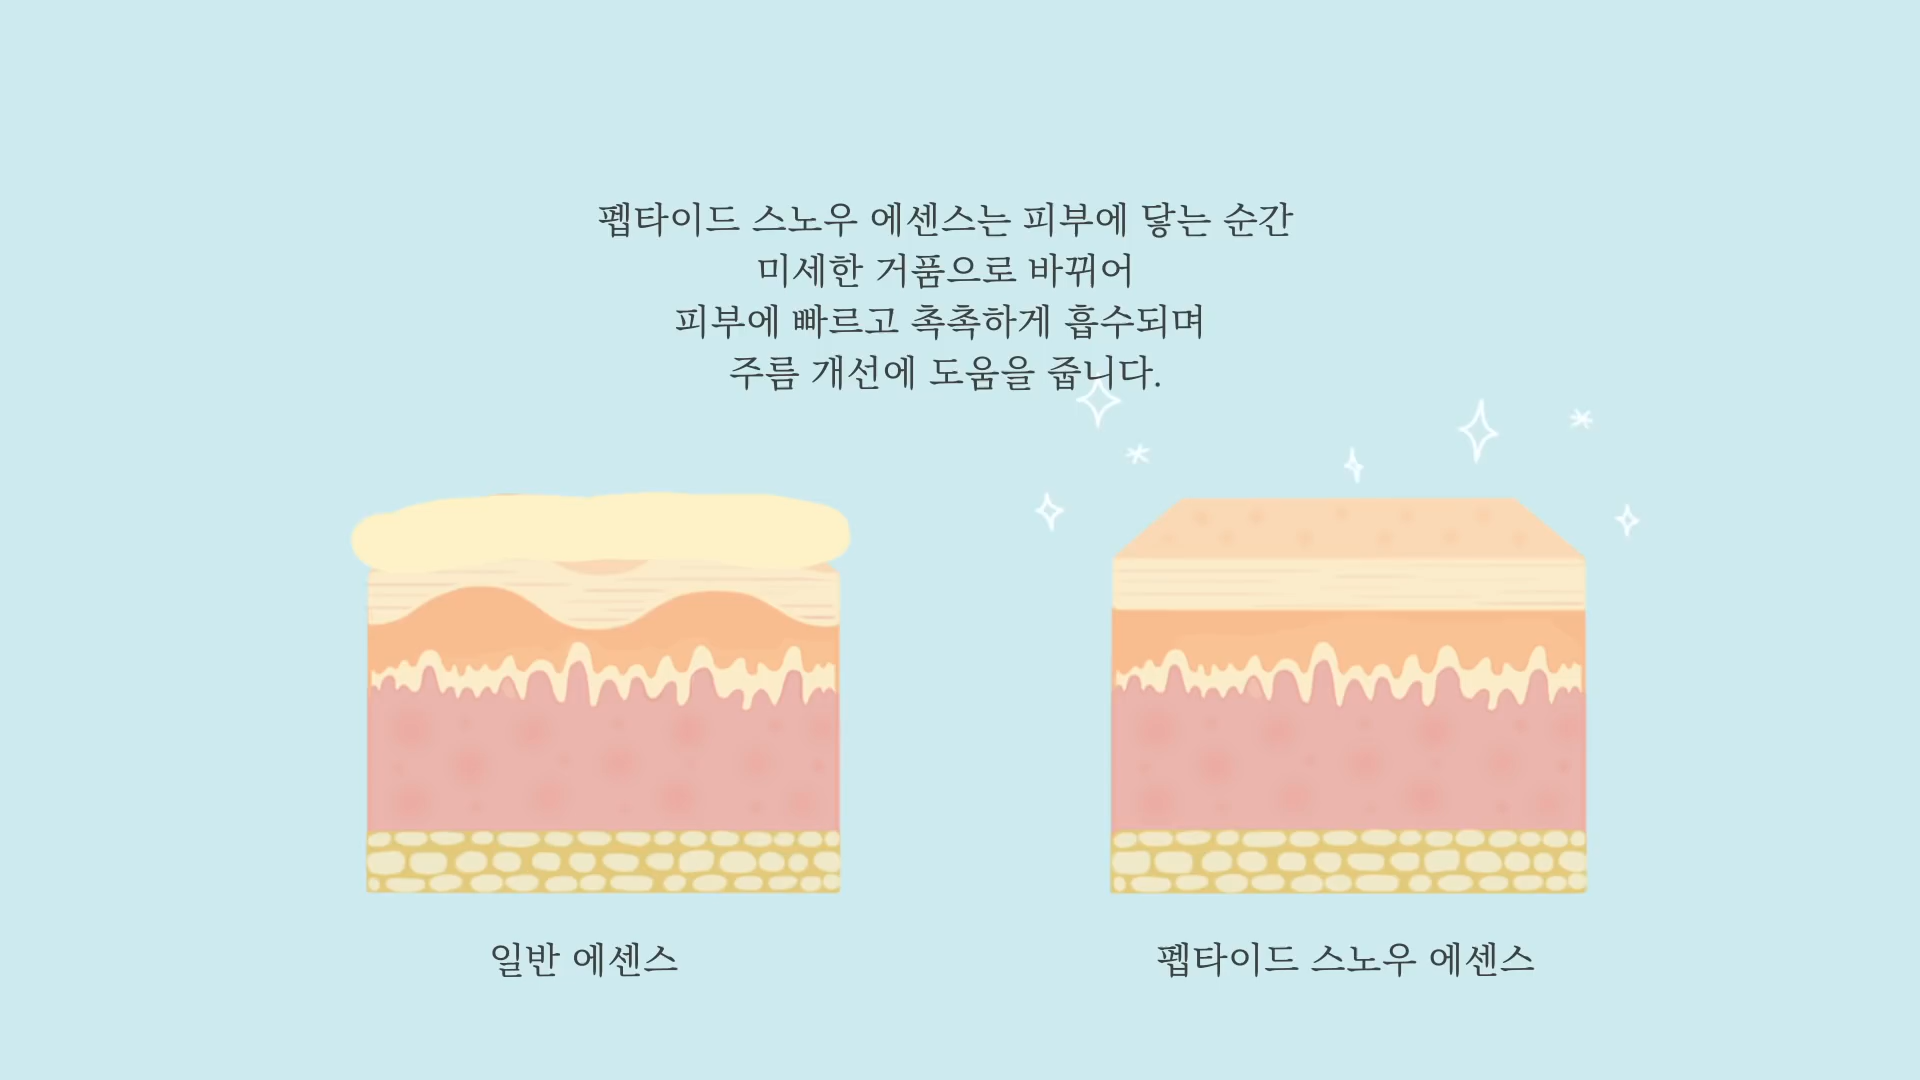 펩타이드 스노우 에센스는 피부에 닿는 순간
미세한 거품으로 바뀌어
피부에 빠르고 촉촉하게 흡수되며
주름 개선에 도움을 줍니다.
일반 에센스
펩타이드 스노우 에센스